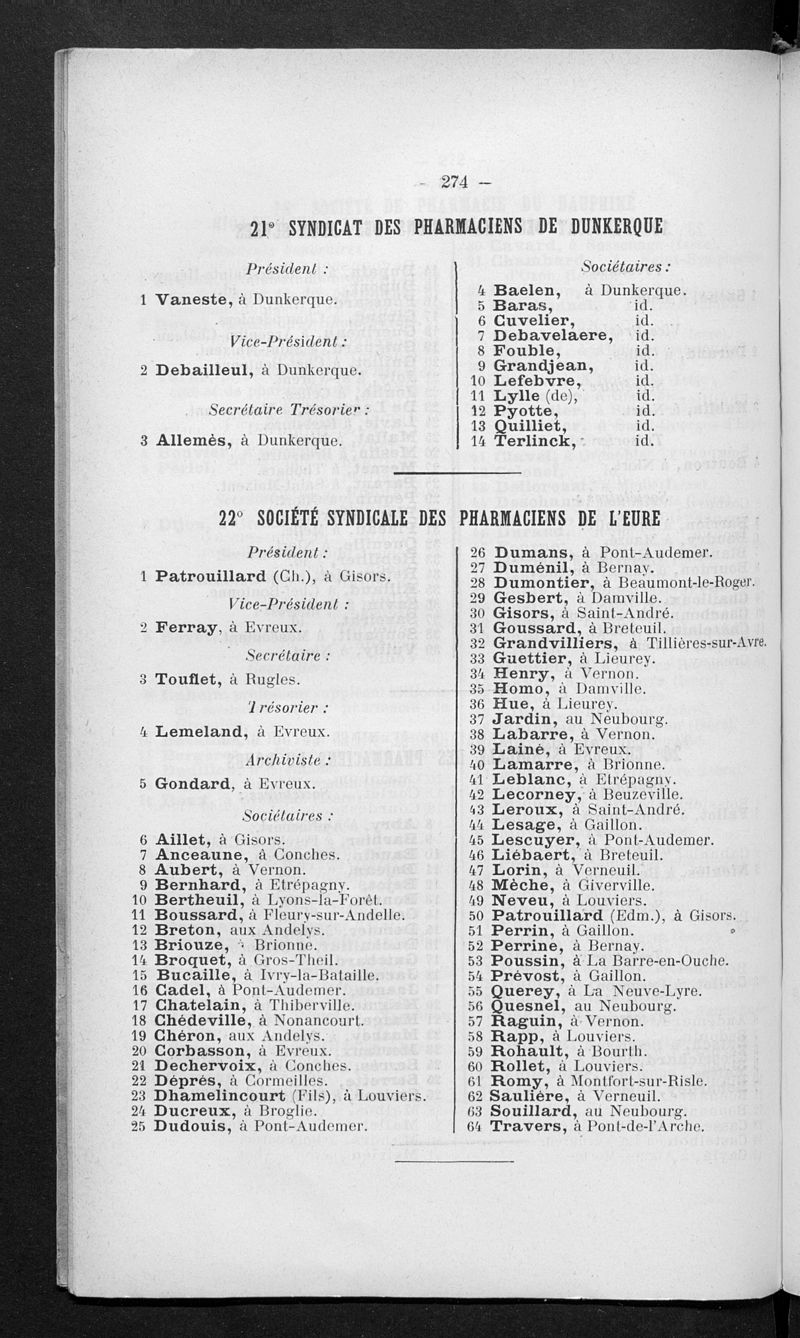 - 274 —
21e SYNDICAT DES PHARMACIENS DE DUNKERQUE
Président :
1 Vaneste, à Dunkerque.
Vice-Président :
2 Debailleul, à Dunkerque.
Secrétaire Trésorier :
3 Allemès, à Dunkerque.
Sociétaires :
4 Baelen, à Dunkerque.
5 Baras, id.
6 Cuvelier, id.
7 Debavelaere, id.
8 Fouble, id.
9 Grandjean, id.
10 Lefebvre, id.
11 Lylle (de), id.
12 Pyotte, id.
13 Quilliet, id.
14 Terlinck, id.
22o SOCIÉTÉ SYNDICALE DES PHARMACIENS DE L'EURE
Président :
1 Patrouillard (Ch.), à Gisors.
Vice-Président :
2 Ferray, à Evreux.
Secrétaire :
3 Touflet, à Rugles.
Trésorier :
4 Lemeland, à Evreux.
Archiviste :
5 Gondard, à Evreux.
Sociétaires :
6 Aillet, à Gisors.
7 Anceaune, à Conches.
8 Aubert, à Vernon.
9 Bernhard, à Etrépagny.
10 Bertheuil, à Lyons-la-Forêt.
11 Boussard, à Fleury-sur-Andelle.
12 Breton, aux Andelys.
13 Briouze, à Brionne.
14 Broquet, à Gros-Theil.
15 Bucaille, à Ivry-la-Bataille.
16 Cadel, à Pont-Audemer.
17 Chatelain, à Thiberville.
18 Chédeville, à Nonancourt.
19 Chéron, aux Andelys.
20 Corbasson, à Evreux.
21 Dechervoix, à Conches.
22 Déprés, à Cormeilles.
23 Dhamelincourt (Fils), à Louviers.
24 Ducreux, à Broglie.
25 Dudouis, à Pont-Audemer.
26 Dumans, à Pont-Audemer.
27 Duménil, à Bernay.
28 Dumontier, à Beaumont-le-Roger.
29 Gesbert, à Damville.
30 Gisors, à Saint-André.
31 Goussard, à Breteuil.
32 Grandvilliers, à Tillières-sur-Avre.
33 Guettier, à Lieurey.
34 Henry, à Vernon.
35 Homo, à Damville.
36 Hue, à Lieurey.
37 Jardin, au Neubourg.
38 Labarre, à Vernon.
39 Lainé, à Evreux.
40 Lamarre, à Brionne.
41 Leblanc, à Etrépagny.
42 Lecorney, à Beuzeville.
43 Leroux, à Saint-André.
44 Lesage, à Gaillon.
45 Lescuyer, à Pont-Audemer.
46 Liébaert, à Breteuil.
47 Lorin, à Verneuil.
48 Mèche, à Giverville.
49 Neveu, à Louviers.
50 Patrouillard (Edm.), à Gisors.
51 Perrin, à Gaillon.
52 Perrine, à Bernay.
53 Poussin, à La Barre-en-Ouche.
54 Prévost, à Gaillon.
55 Querey, à La Neuve-Lyre.
56 Quesnel, au Neubourg.
57 Raguin, à Vernon.
58 Rapp, à Louviers.
59 Rohault, à Bourth.
60 Rollet, à Louviers.
61 Romy, à Montfort-sur-Risle.
62 Saulière, à Verneuil.
63 Souillard, au Neubourg.
64 Travers, à Pont-de-l'Arche.